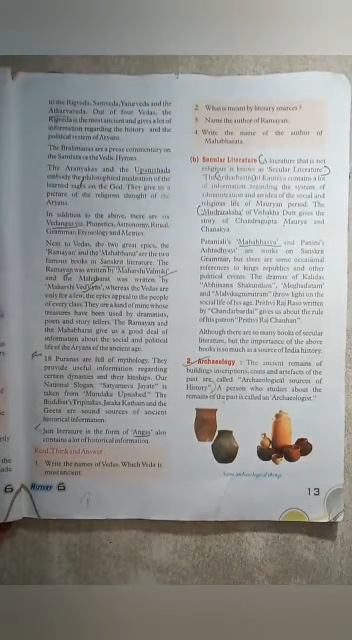 to the Rigveda, Samveda, Yajurveda and the
Atharvaveda. Out of four Vedas, the
Rigveda is the most ancient and gives a lot of
information regarding the history and the
political system of Aryans.
The Brahmanas are a prose commentary on
the Samhita or the Vedic Hymns.
The Aranyakas and the Upanishads
embody the philosophical meditation of the
learned sages on the God. They give us a
picture of the religious thought of the
Aryans.
In addition to the above, there are six
Vedangas viz. Phonetics, Astronomy, Ritual,
Grammar, Etymology and Metrics
Next to Vedas, the two great epics, the
'Ramayan' and the 'Mahabharat' are the two
famous books in Sanskrit literature. The
Ramayan was written by 'Maharshi Valmiki'
and the Mahabharat was written by
'Maharshi VedVyas', whereas the Vedas are
only for a few, the epics appeal to the people
of every class. They are a kind of mine whose
treasures have been used by dramatists,
poets and story tellers. The Ramayan and
the Mahabharat give us a good deal of
information about the social and political
life of the Aryans of the ancient age.
18 Puranas are full of mythology. They
provide useful information regarding
certain dynasties and their kinships. Our
National Slogan, "Satyameva Jayate" is
taken from 'Mundaka Upnishad.' The
Buddhist's Tripitakas, Jataka Kathain and the
Geeta are sound sources of ancient
historical information.
Jain literature in the form of 'Angas' also
contains a lot of historical information.
Read, Think and Answer
1. Write the names of Vedas. Which Veda is
most ancient.
6 History 6
2. What is meant by literary sources ?
3. Name the author of Ramayan.
4. Write the name of the author of
Mahabharata
(b) Secular Literature : A literature that is not
religious is known as 'Secular Literature'.
of Kautilya contains a lot
of information regarding the system of
administration and an idea of the social and
religious life of Mauryan period. The
'Mudrarakshas' of Vishakha Dutt gives the
story of Chandragupta Maurya and
Chanakya.
Patanjali's "Mahabhasya" and Panini's
"Ashtadhyayi" are works on Sanskrit
Grammar, but there are some occasional
references to kings republics and other
political events. The dramas of Kalidas,
"Abhijnana Shakuntlam", 'Meghadutam'
and "Malvikagnimitram" throw light on the
social life of his age. Prithvi Raj Raso written
by "Chandarbardai" gives us about the rule
of his patron "Prithvi Raj Chauhan".
Although there are so many books of secular
literature, but the importance of the above
books is so much as a source of India history.
2. Archaeology : The ancient remains of
buildings inscriptions, coins and artefacts of the
past are, called "Archaeological sources of
History". A person who studies about the
remains of the past is called an 'Archaeologist."
Some archaeological things
13